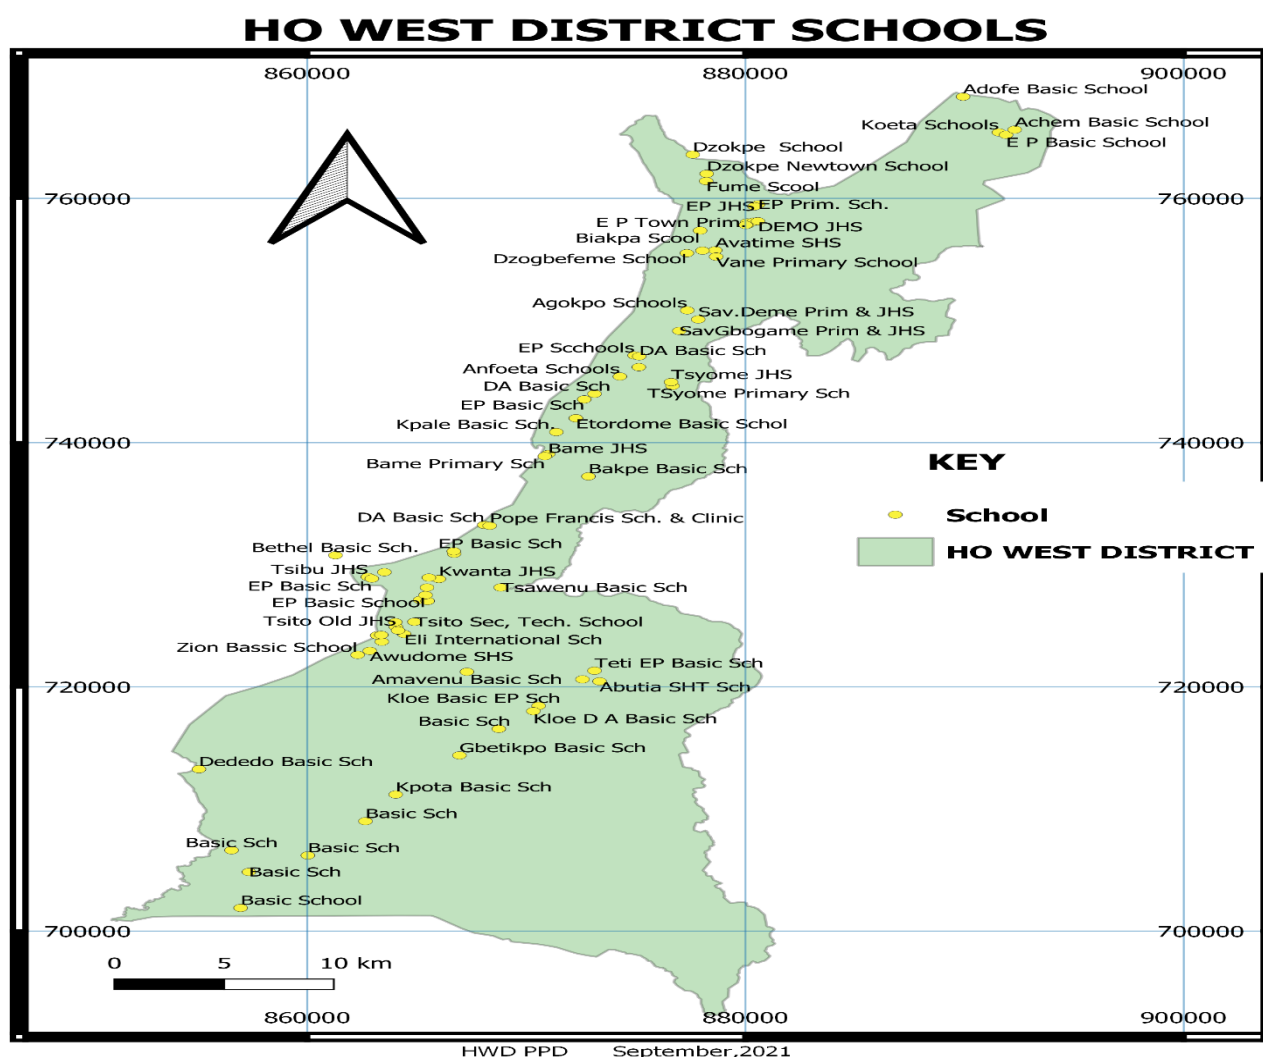 HO WEST DISTRICT SCHOOLS
860000
880000
900000
Adofe Basic School
Koeta Schools
Achem Basic School
E P Basic School
Dzokpe School
Dzokpe Newtown School
Fume Scool
760000
760000
EP JHS
EP Prim. Sch.
E P Town Prim.
DEMO JHS
Biakpa Scool
Avatime SHS
Dzogbefeme School
Vane Primary School
Agokpo Schools
Sav.Deme Prim & JHS
SavGbogame Prim & JHS
EP Scchools
DA Basic Sch
Anfoeta Schools
Tsyome JHS
DA Basic Sch
TSyome Primary Sch
EP Basic Sch
Kpale Basic Sch.
Etordome Basic Schol
740000
740000
Bame JHS
Bame Primary Sch
Bakpe Basic Sch
KEY
School
HO WEST DISTRICT
DA Basic Sch
Pope Francis Sch. & Clinic
EP Basic Sch
Bethel Basic Sch.
Tsibu JHS
Kwanta JHS
EP Basic Sch
Tsawenu Basic Sch
EP Basic School
Tsito Old JHS
Tsito Sec, Tech. School
Eli International Sch
Zion Bassic School
Awudome SHS
Teti EP Basic Sch
Amavenu Basic Sch
Abutia SHT Sch
720000
720000
Kloe Basic EP Sch
Kloe D A Basic Sch
Basic Sch
Gbetikpo Basic Sch
Dededo Basic Sch
Kpota Basic Sch
Basic Sch
Basic Sch
Basic Sch
Basic Sch
Basic School
700000
700000
0 5 10 km
860000
880000
900000
HWD PPD September,2021